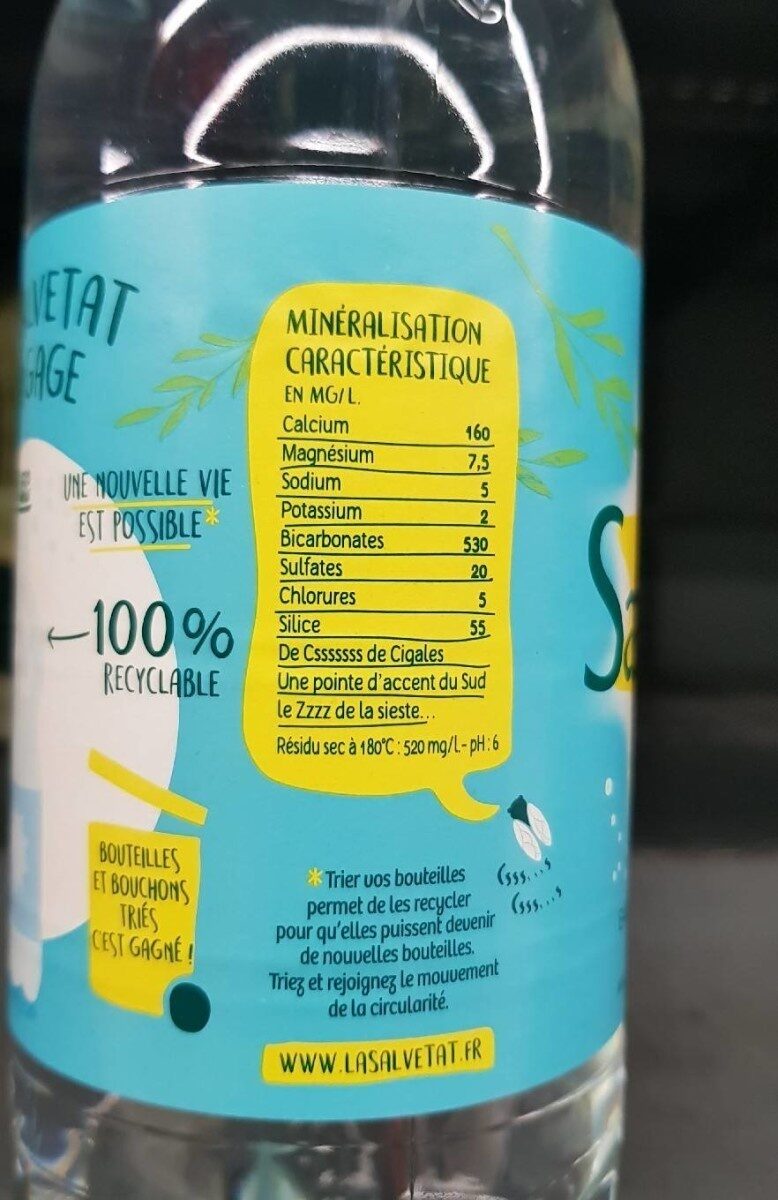 MINÉRALISATION
CARACTÉRISTIQUE
EN MG/L.
Calcium 160
Magnésium 7,5
Sodium 5
Potassium 2
Bicarbonates 530
Sulfates 20
Chlorures 5
Silice 55
De Csssssss de Cigales
Une pointe d'accent du Sud
le Zzzz de la sieste...
Résidu sec à 180°C : 520 mg/L - pH : 6
UNE NOUVELLE VIE
EST POSSIBLE*
←100%
RECYCLABLE
BOUTEILLES
ET BOUCHONS
TRIÉS
C'EST GAGNÉ !
Csss...s
Csss...s
*Trier vos bouteilles
permet de les recycler
pour qu'elles puissent devenir
de nouvelles bouteilles.
Triez et rejoignez le mouvement
de la circularité.
WWW.LASALVETAT.FR